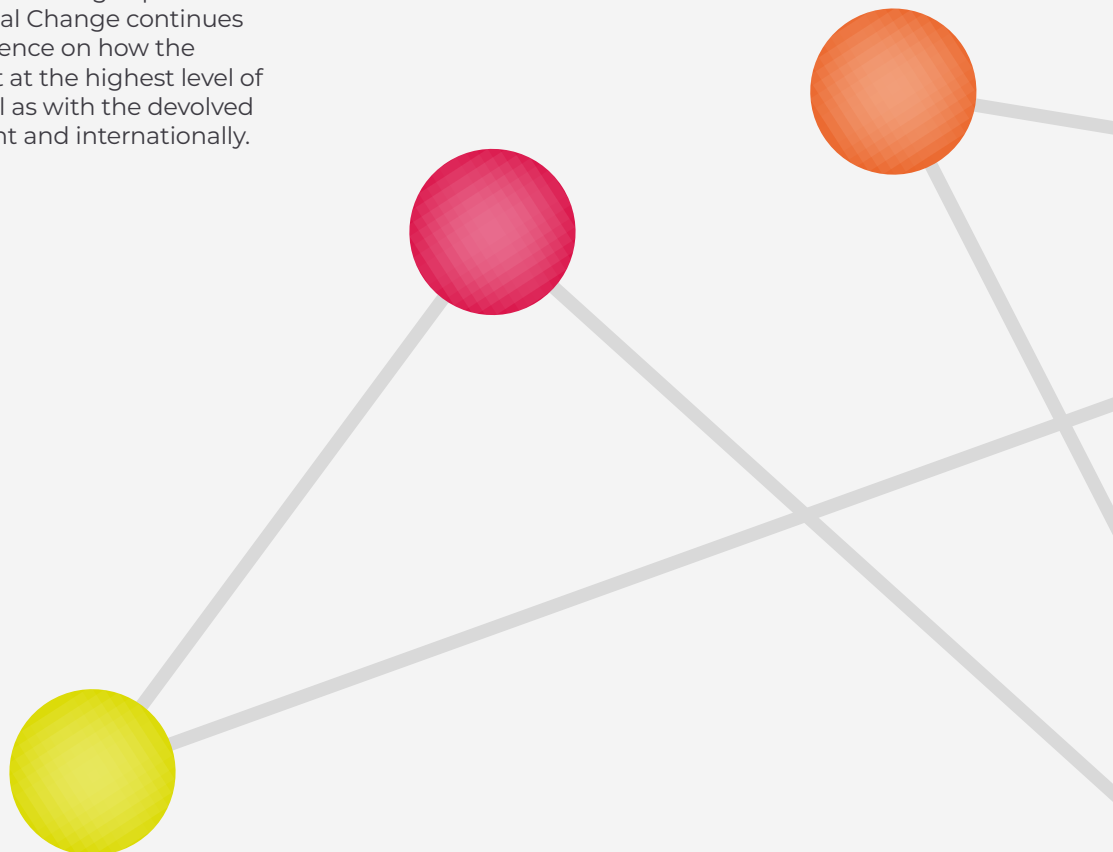 al Change continues
ence on how the
t at the highest level of
l as with the devolved
nt and internationally.